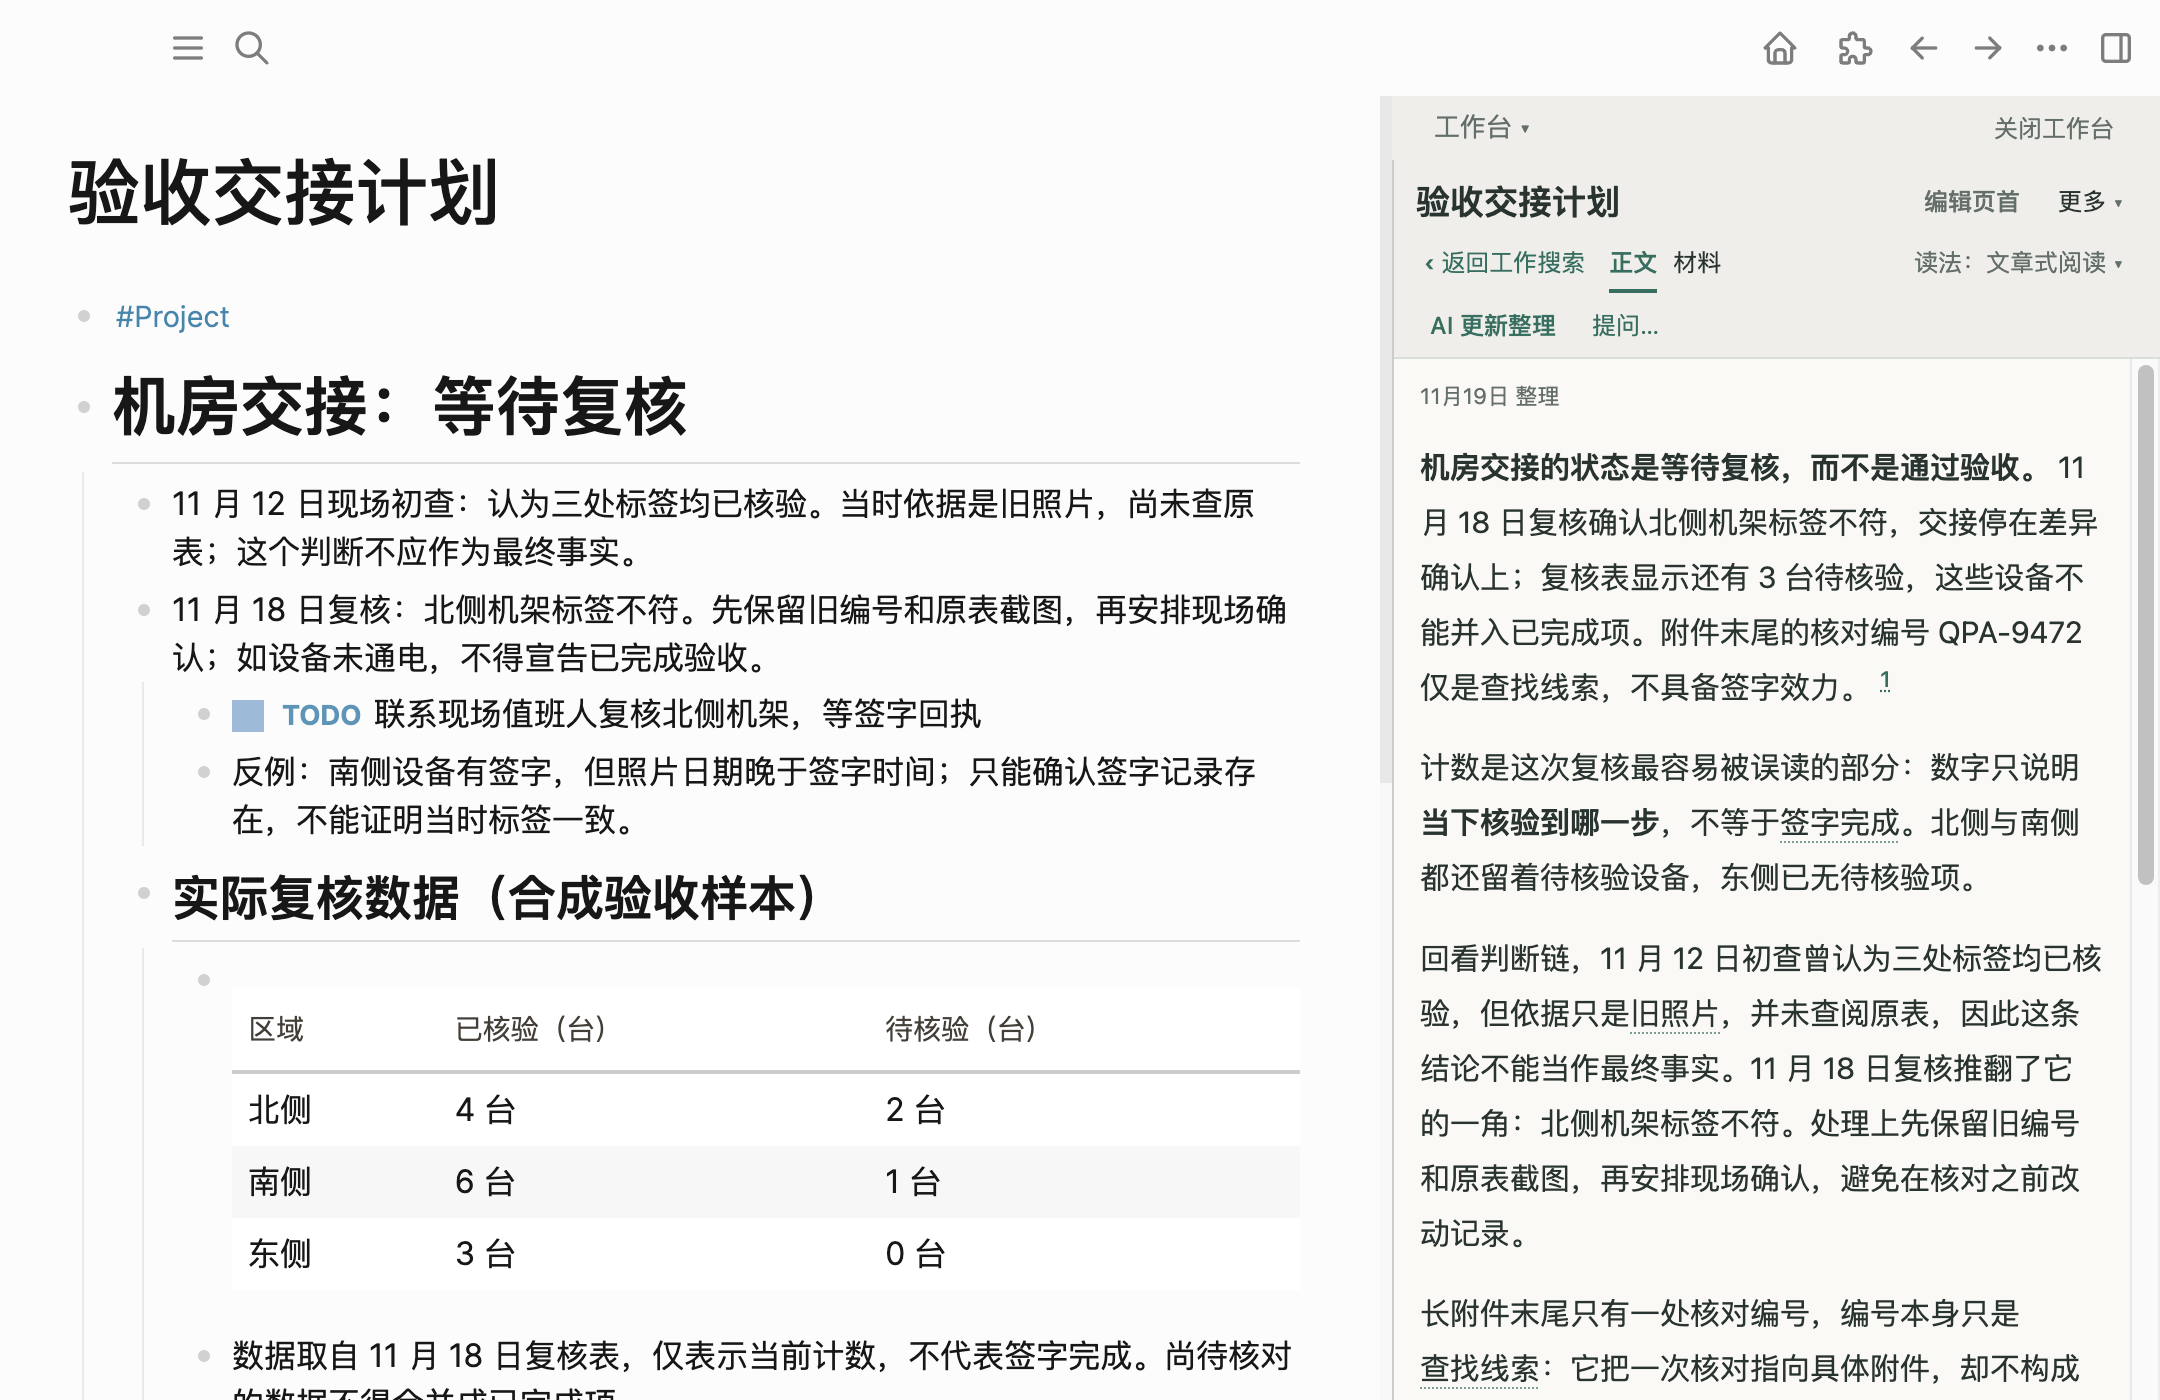 验收交接计划
#Project
机房交接：等待复核
11 月 12 日现场初查：认为三处标签均已核验。当时依据是旧照片，尚未查原
表；这个判断不应作为最终事实。
11 月 18 日复核：北侧机架标签不符。先保留旧编号和原表截图，再安排现场确
认；如设备未通电，不得宣告已完成验收。
TODO 联系现场值班人复核北侧机架，等签字回执
反例：南侧设备有签字，但照片日期晚于签字时间；只能确认签字记录存
在，不能证明当时标签一致。
实际复核数据（合成验收样本）
区域 已核验（台） 待核验（台）
北侧 4 台 2 台
南侧 6 台 1 台
东侧 3 台 0 台
数据取自 11 月 18 日复核表，仅表示当前计数，不代表签字完成。尚待核对
的数据不得合并成已完成项
工作台 ▾ 关闭工作台
验收交接计划 编辑页首 更多 ▾
‹ 返回工作搜索 正文 材料 读法：文章式阅读 ▾
AI 更新整理 提问...
11月19日 整理
机房交接的状态是等待复核，而不是通过验收。 11
月 18 日复核确认北侧机架标签不符，交接停在差异
确认上；复核表显示还有 3 台待核验，这些设备不
能并入已完成项。附件末尾的核对编号 QPA-9472
仅是查找线索，不具备签字效力。 1
计数是这次复核最容易被误读的部分：数字只说明
当下核验到哪一步，不等于签字完成。北侧与南侧
都还留着待核验设备，东侧已无待核验项。
回看判断链，11 月 12 日初查曾认为三处标签均已核
验，但依据只是旧照片，并未查阅原表，因此这条
结论不能当作最终事实。11 月 18 日复核推翻了它
的一角：北侧机架标签不符。处理上先保留旧编号
和原表截图，再安排现场确认，避免在核对之前改
动记录。
长附件末尾只有一处核对编号，编号本身只是
查找线索：它把一次核对指向具体附件，却不构成